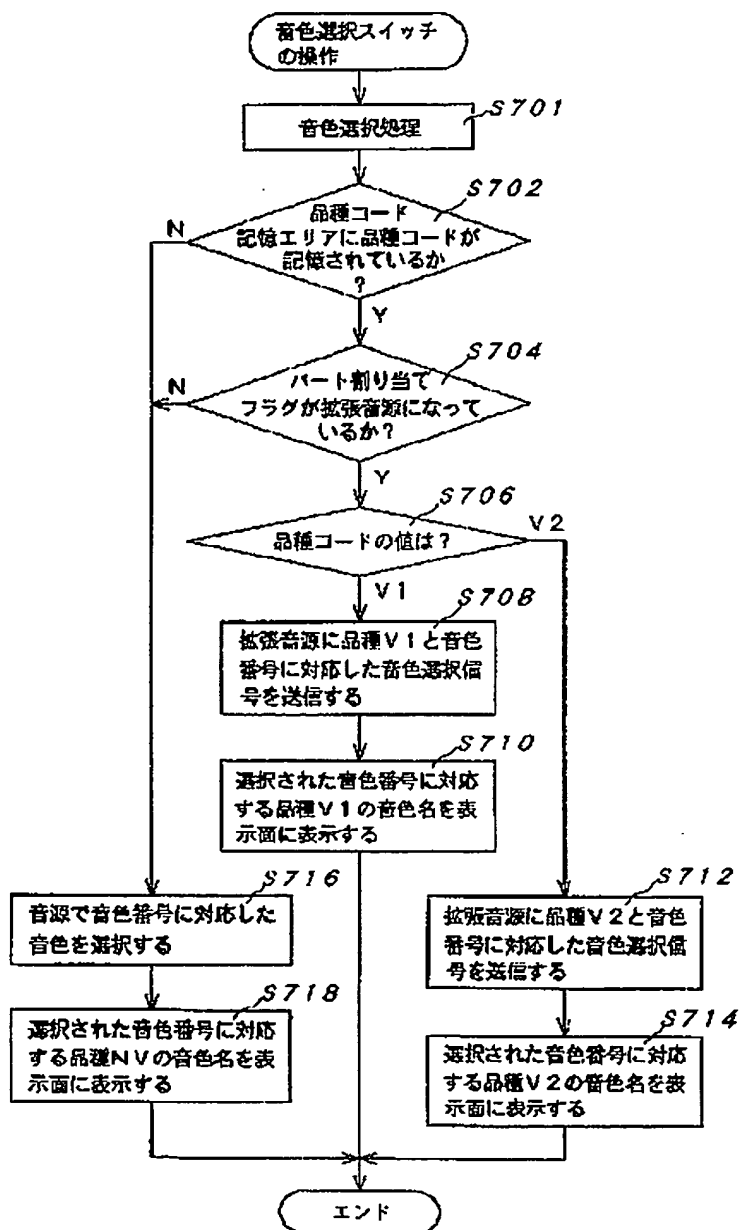 音色選択スイッチ
の操作
S701
音色選択処理
S702
品種コード
記憶エリアに品種コードが
記憶されているか
?
N
Y
S704
パート割り当て
フラグが拡張音源になって
いるか?
N
Y
S706
品種コードの値は?
V2
V1
S708
拡張音源に品種V1と音色
番号に対応した音色選択信
号を送信する
S710
選択された音色番号に対応
する品種V1の音色名を表
示面に表示する
S716
音源で音色番号に対応した
音色を選択する
S712
拡張音源に品種V2と音色
番号に対応した音色選択信
号を送信する
S718
選択された音色番号に対応
する品種NVの音色名を表
示面に表示する
S714
選択された音色番号に対応
する品種V2の音色名を表
示面に表示する
エンド